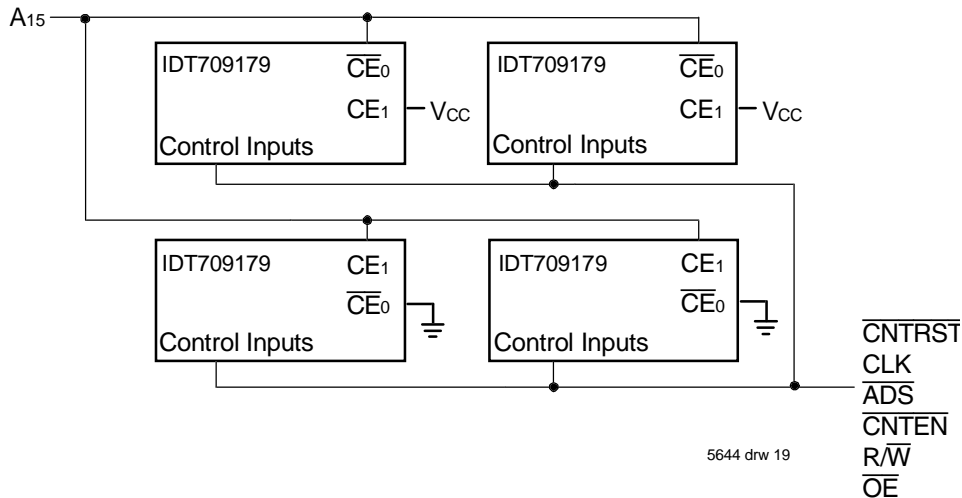 A15
IDT709179
CE0
CE1
VCC
Control Inputs
IDT709179
CE0
CE1
VCC
Control Inputs
IDT709179
CE1
CE0
Control Inputs
IDT709179
CE1
CE0
Control Inputs
CNTRST
CLK
ADS
CNTEN
R/W
OE
5644 drw 19